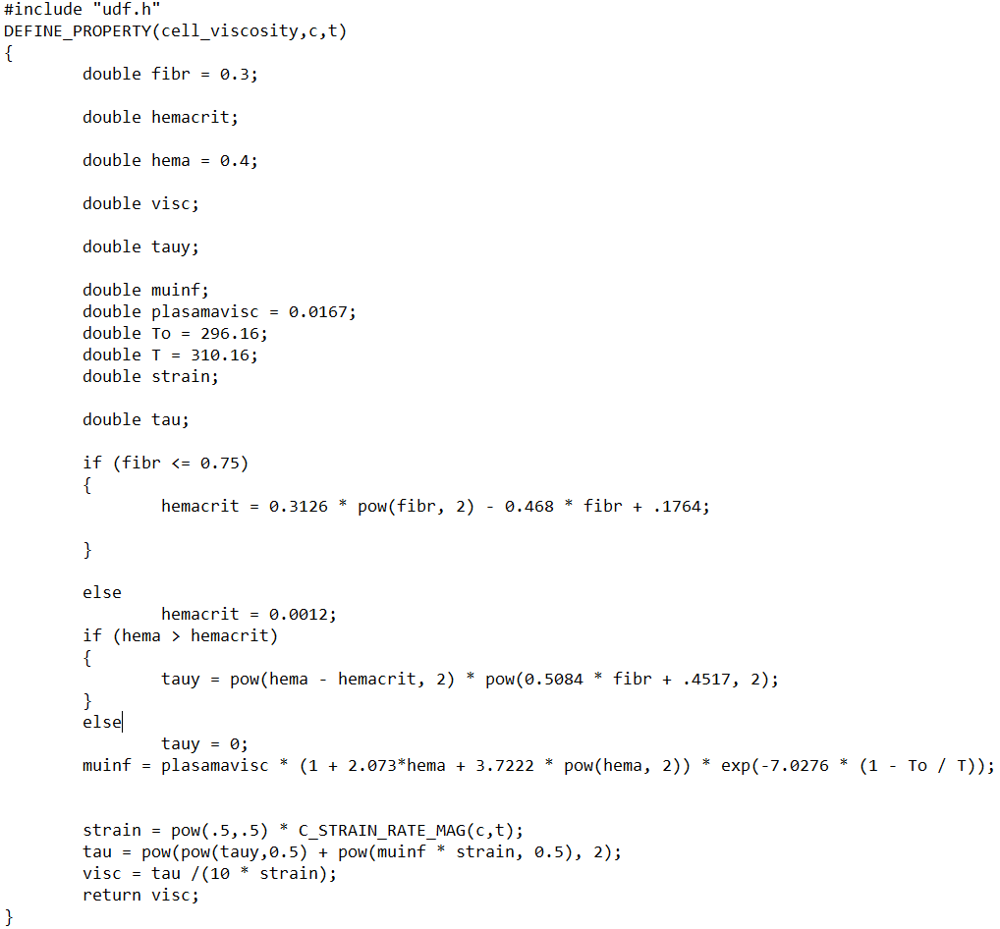 #include "udf.h"
DEFINE_PROPERTY(cell_viscosity,c,t)
{
double fibr = 0.3;
double hemacrit;
double hema = 0.4;
double visc;
double tauy;
double muinf;
double plasamavisc = 0.0167;
double To = 296.16;
double T = 310.16;
double strain;
double tau;
if (fibr <= 0.75)
{
hemacrit = 0.3126 * pow(fibr, 2) - 0.468 * fibr + .1764;
}
else
hemacrit = 0.0012;
if (hema > hemacrit)
{
tauy = pow(hema - hemacrit, 2) * pow(0.5084 * fibr + .4517, 2);
}
else
tauy = 0;
muinf = plasamavisc * (1 + 2.073*hema + 3.7222 * pow(hema, 2)) * exp(-7.0276 * (1 - To / T));
strain = pow(.5,.5) * C_STRAIN_RATE_MAG(c,t);
tau = pow(pow(tauy,0.5) + pow(muinf * strain, 0.5), 2);
visc = tau /(10 * strain);
return visc;
}